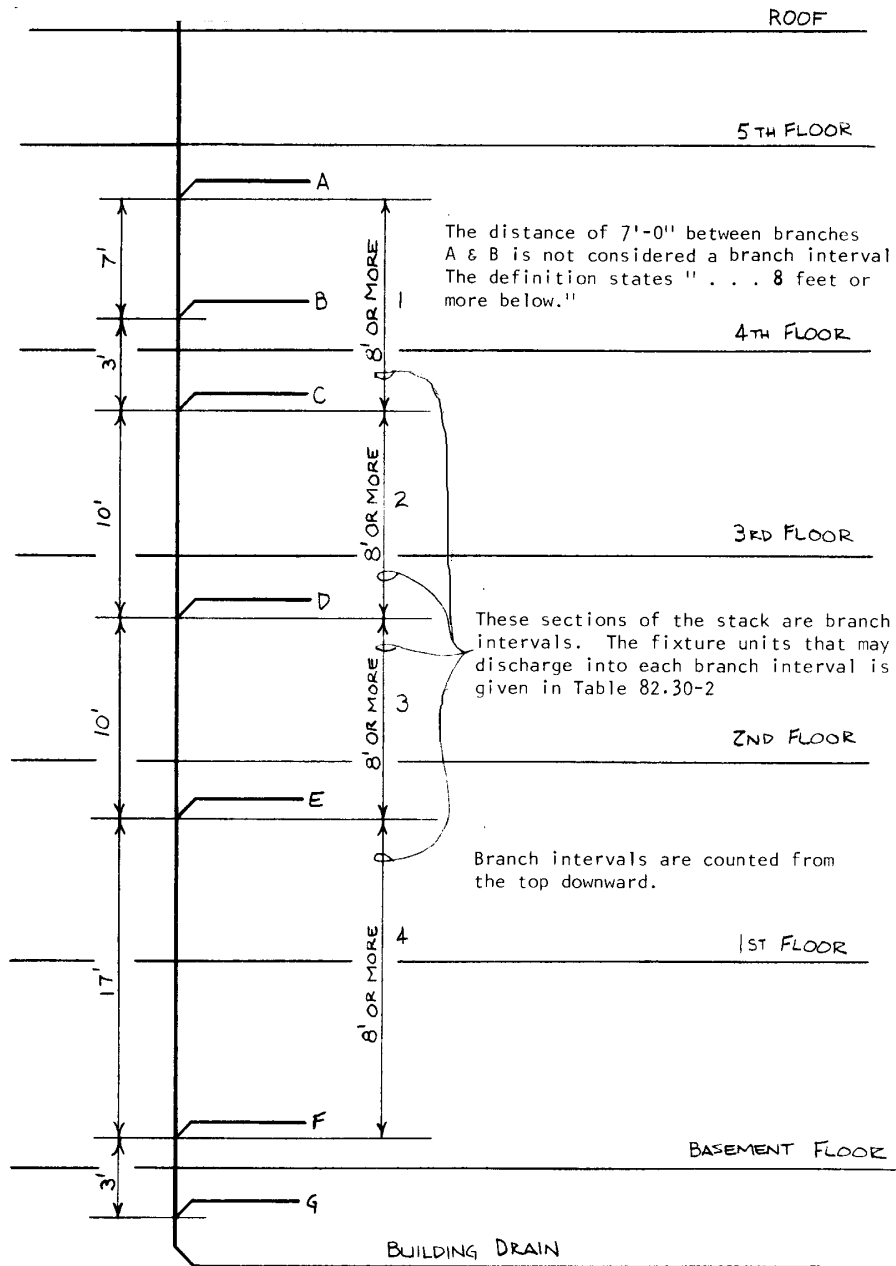 ROOF
5TH FLOOR
A
7'
8' OR MORE
1
The distance of 7'-0" between branches
A & B is not considered a branch interval
The definition states " . . . 8 feet or
more below."
B
4TH FLOOR
3'
C
10'
8' OR MORE
2
3RD FLOOR
D
These sections of the stack are branch
intervals. The fixture units that may
discharge into each branch interval is
given in Table 82.30-2
10'
8' OR MORE
3
2ND FLOOR
E
Branch intervals are counted from
the top downward.
17'
8' OR MORE
4
1ST FLOOR
F
BASEMENT FLOOR
3'
G
BUILDING DRAIN